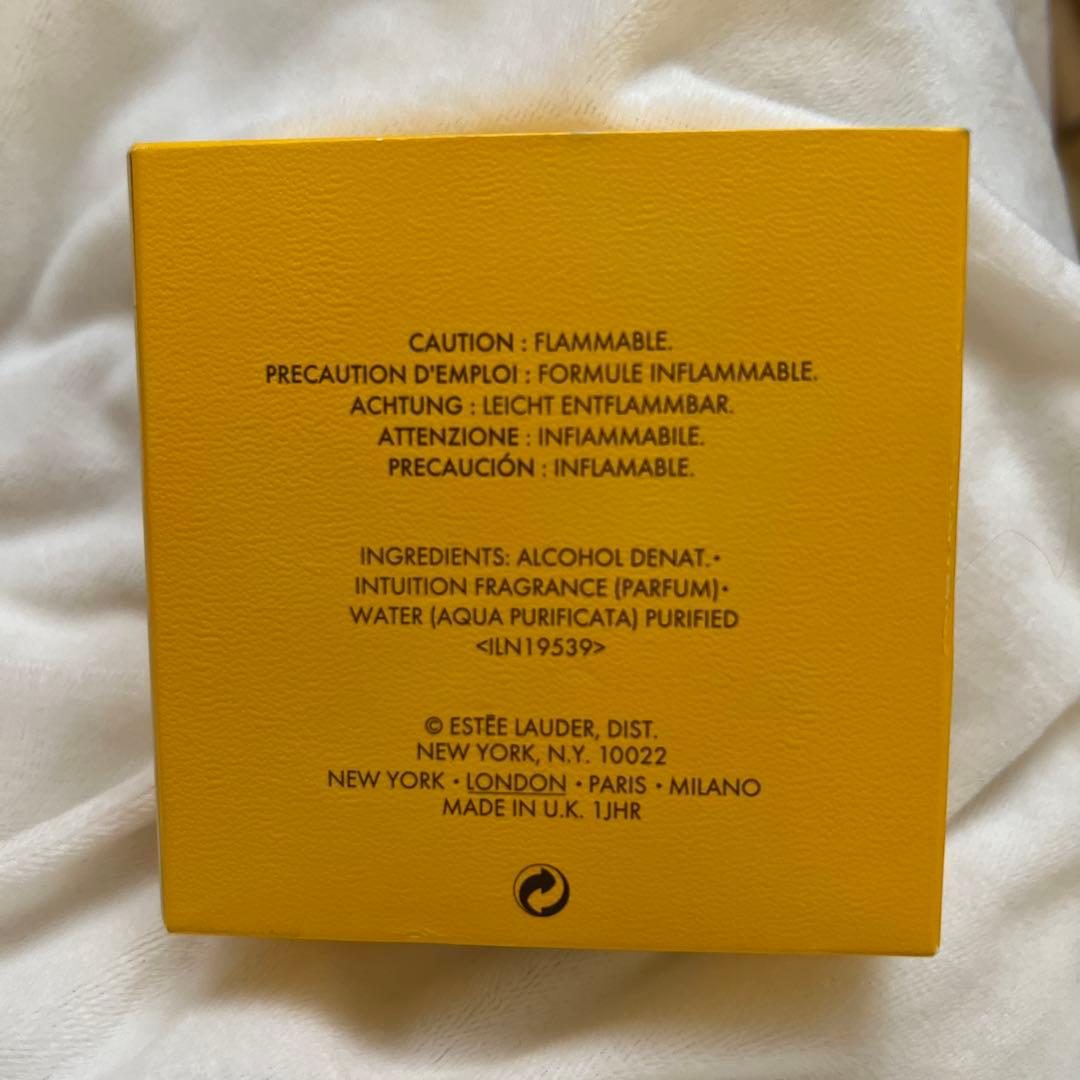 CAUTION : FLAMMABLE.
PRECAUTION D'EMPLOI : FORMULE INFLAMMABLE.
ACHTUNG : LEICHT ENTFLAMMBAR.
ATTENZIONE : INFIAMMABILE.
PRECAUCIÓN : INFLAMABLE.
INGREDIENTS: ALCOHOL DENAT.•
INTUITION FRAGRANCE (PARFUM)•
WATER (AQUA PURIFICATA) PURIFIED
<ILN19539>
© ESTĒE LAUDER, DIST.
NEW YORK, N.Y. 10022
NEW YORK • LONDON • PARIS • MILANO
MADE IN U.K. 1JHR